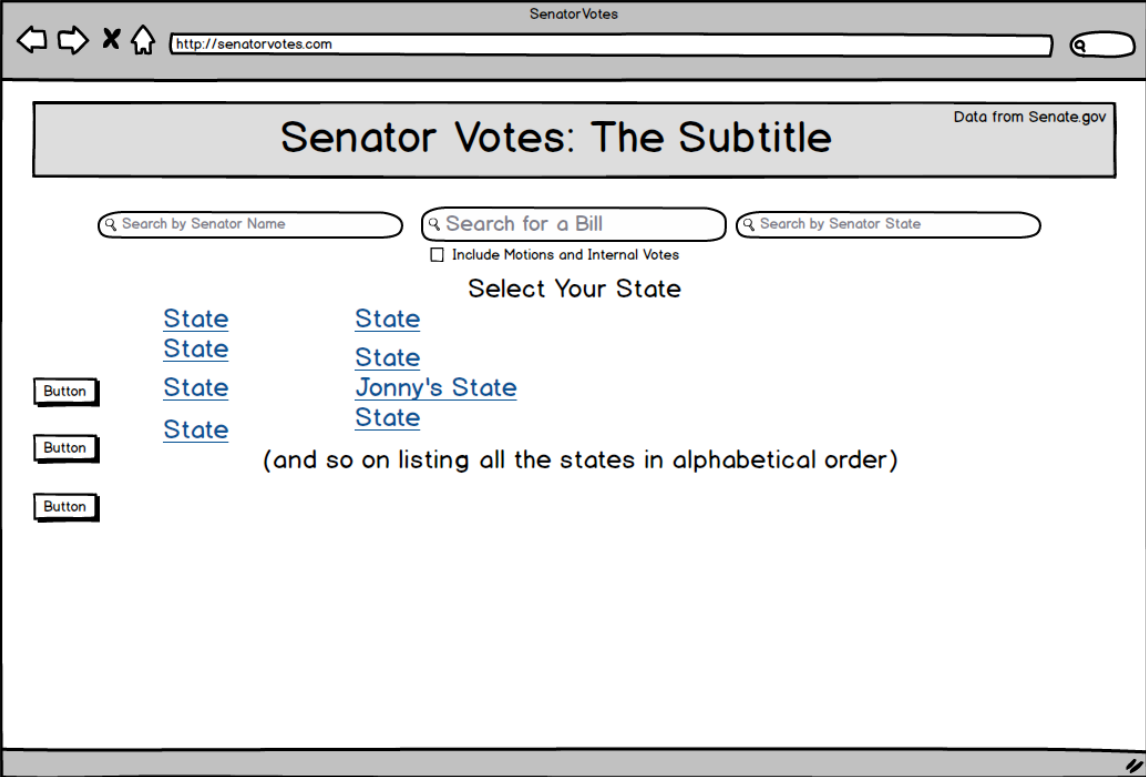 SenatorVotes
http://senatorvotes.com
Data from Senate.gov
Senator Votes: The Subtitle
Search by Senator Name
Search for a Bill
Search by Senator State
Include Motions and Internal Votes
Select Your State
State
State
State
State
State
State
Jonny's State
State
(and so on listing all the states in alphabetical order)
Button
Button
Button